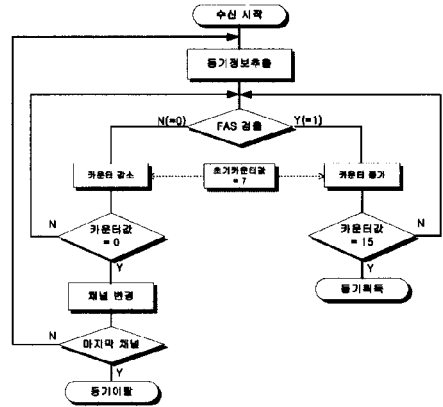 수신 시작
동기정보추출
N(=0)
Y(=1)
FAS 검출
카운터 감소
초기카운터값
= 7
카운터 증가
N
카운터값
= 0
카운터값
= 15
N
Y
Y
채널 변경
동기획득
N
마지막 채널
Y
동기이탈